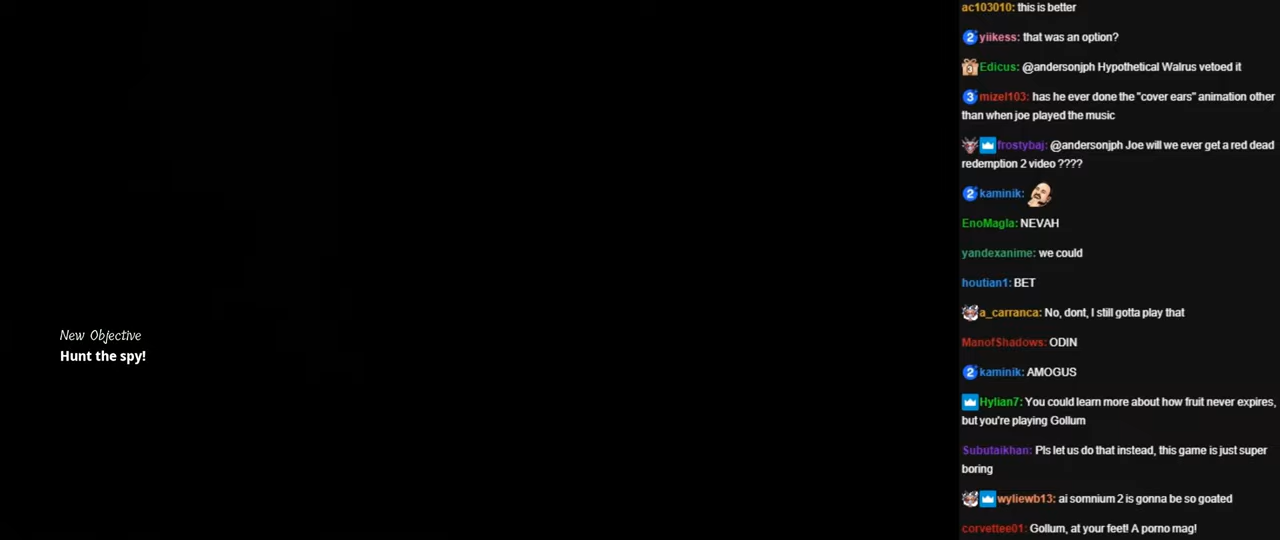 New Objective
Hunt the spy!
ac103010: this is better
2 yiikess: that was an option?
3 Edicus: @andersonjph Hypothetical Walrus vetoed it
3 mizel103: has he ever done the "cover ears" animation other
than when joe played the music
frostybaj: @andersonjph Joe will we ever get a red dead
redemption 2 video ????
2 kaminik:
EnoMagla: NEVAH
yandexanime: we could
houtian1: BET
a_carranca: No, dont, I still gotta play that
ManofShadows: ODIN
2 kaminik: AMOGUS
Hylian7: You could learn more about how fruit never expires,
but you're playing Gollum
Subutaikhan: Pls let us do that instead, this game is just super
boring
wyliewb13: ai somnium 2 is gonna be so goated
corvettee01: Gollum, at your feet! A porno mag!